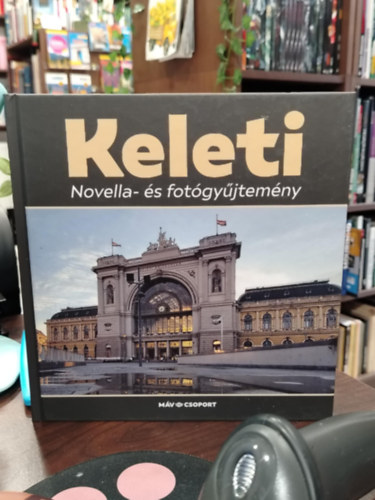 Keleti
Novella- és fotógyűjtemény
MÁV CSOPORT